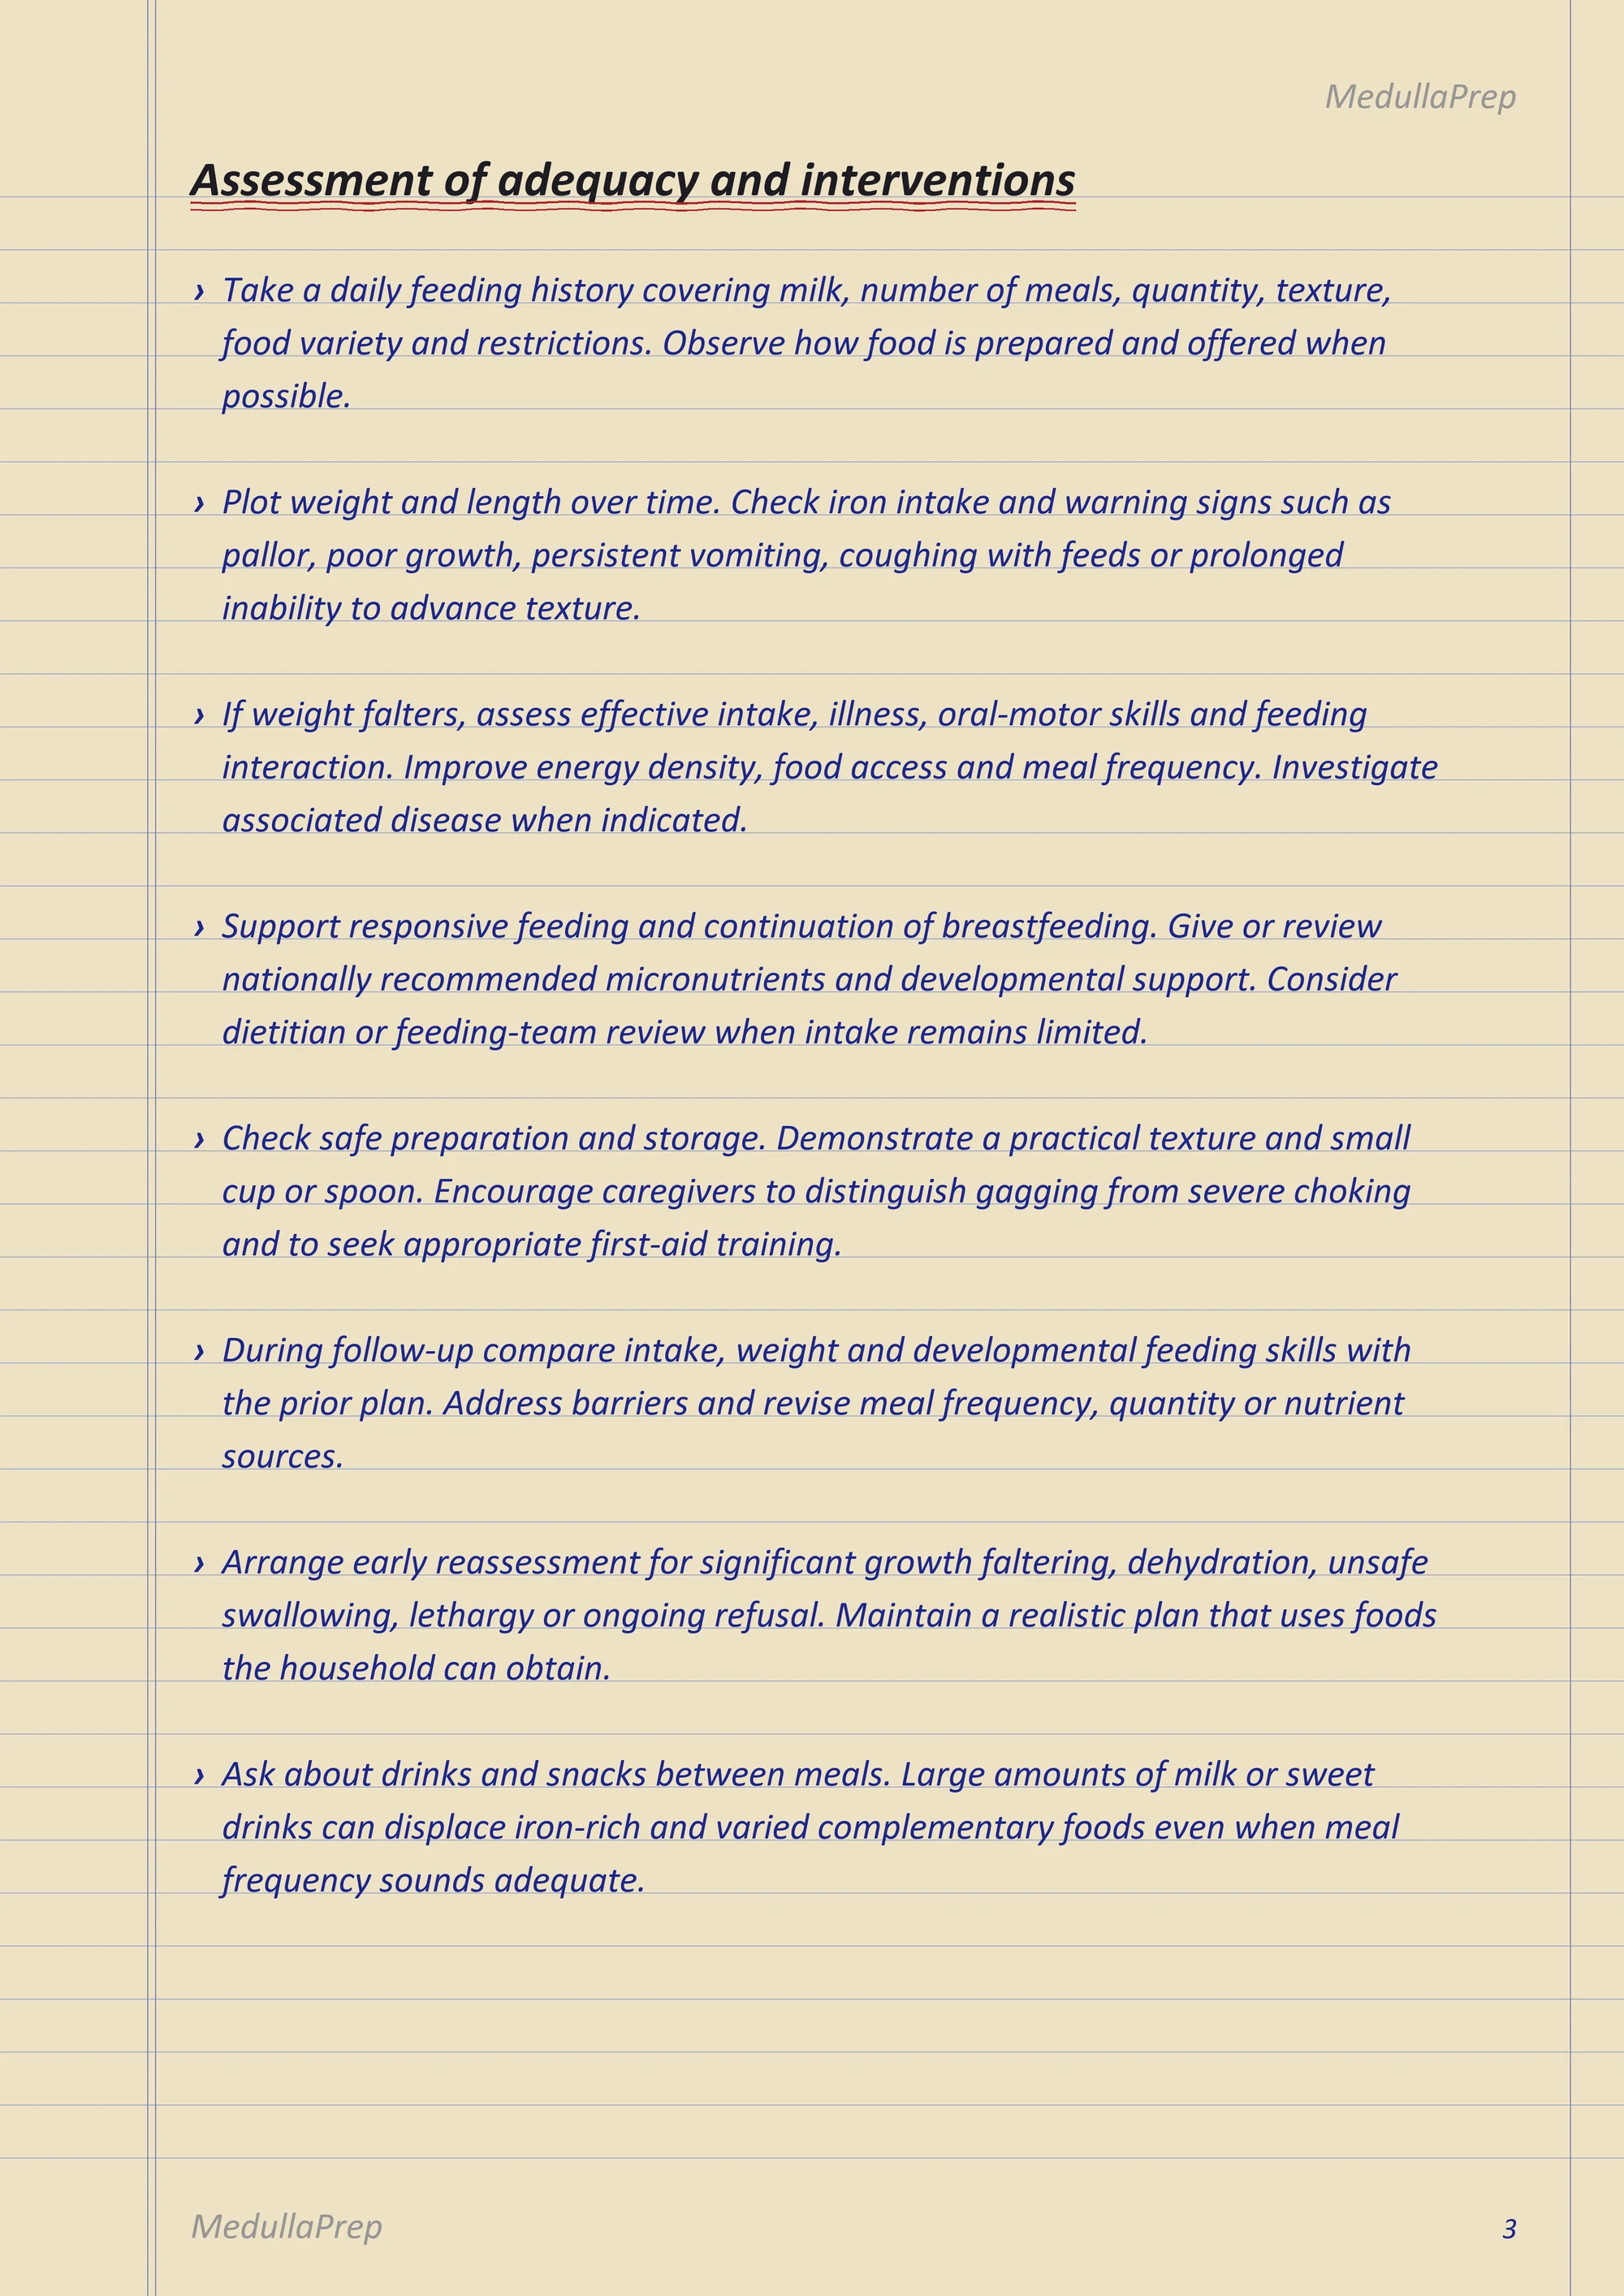 MedullaPrep
Assessment of adequacy and interventions
› Take a daily feeding history covering milk, number of meals, quantity, texture,
food variety and restrictions. Observe how food is prepared and offered when
possible.
› Plot weight and length over time. Check iron intake and warning signs such as
pallor, poor growth, persistent vomiting, coughing with feeds or prolonged
inability to advance texture.
› If weight falters, assess effective intake, illness, oral-motor skills and feeding
interaction. Improve energy density, food access and meal frequency. Investigate
associated disease when indicated.
› Support responsive feeding and continuation of breastfeeding. Give or review
nationally recommended micronutrients and developmental support. Consider
dietitian or feeding-team review when intake remains limited.
› Check safe preparation and storage. Demonstrate a practical texture and small
cup or spoon. Encourage caregivers to distinguish gagging from severe choking
and to seek appropriate first-aid training.
› During follow-up compare intake, weight and developmental feeding skills with
the prior plan. Address barriers and revise meal frequency, quantity or nutrient
sources.
› Arrange early reassessment for significant growth faltering, dehydration, unsafe
swallowing, lethargy or ongoing refusal. Maintain a realistic plan that uses foods
the household can obtain.
› Ask about drinks and snacks between meals. Large amounts of milk or sweet
drinks can displace iron-rich and varied complementary foods even when meal
frequency sounds adequate.
MedullaPrep
3